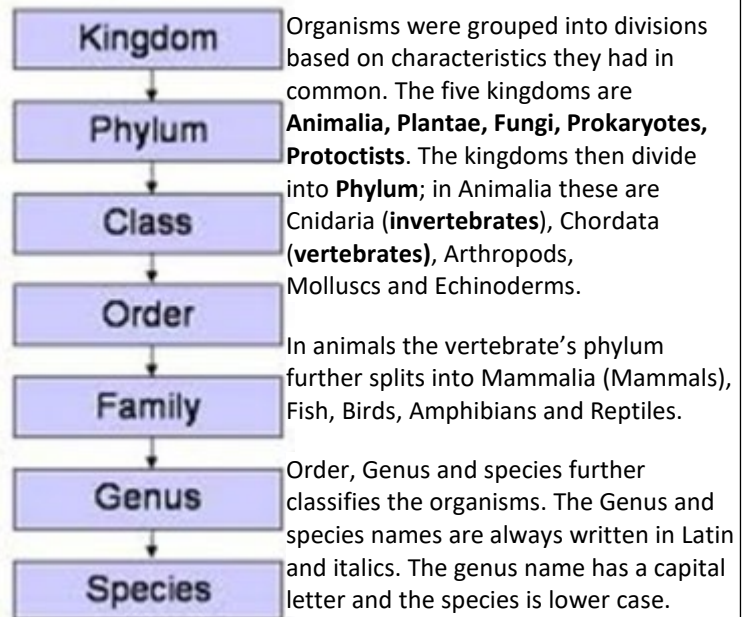 Kingdom
Phylum
Class
Order
Family
Genus
Species
Organisms were grouped into divisions
based on characteristics they had in
common. The five kingdoms are
Animalia, Plantae, Fungi, Prokaryotes,
Protoctists. The kingdoms then divide
into Phylum; in Animalia these are
Cnidaria (invertebrates), Chordata
(vertebrates), Arthropods,
Molluscs and Echinoderms.
In animals the vertebrate’s phylum
further splits into Mammalia (Mammals),
Fish, Birds, Amphibians and Reptiles.
Order, Genus and species further
classifies the organisms. The Genus and
species names are always written in Latin
and italics. The genus name has a capital
letter and the species is lower case.